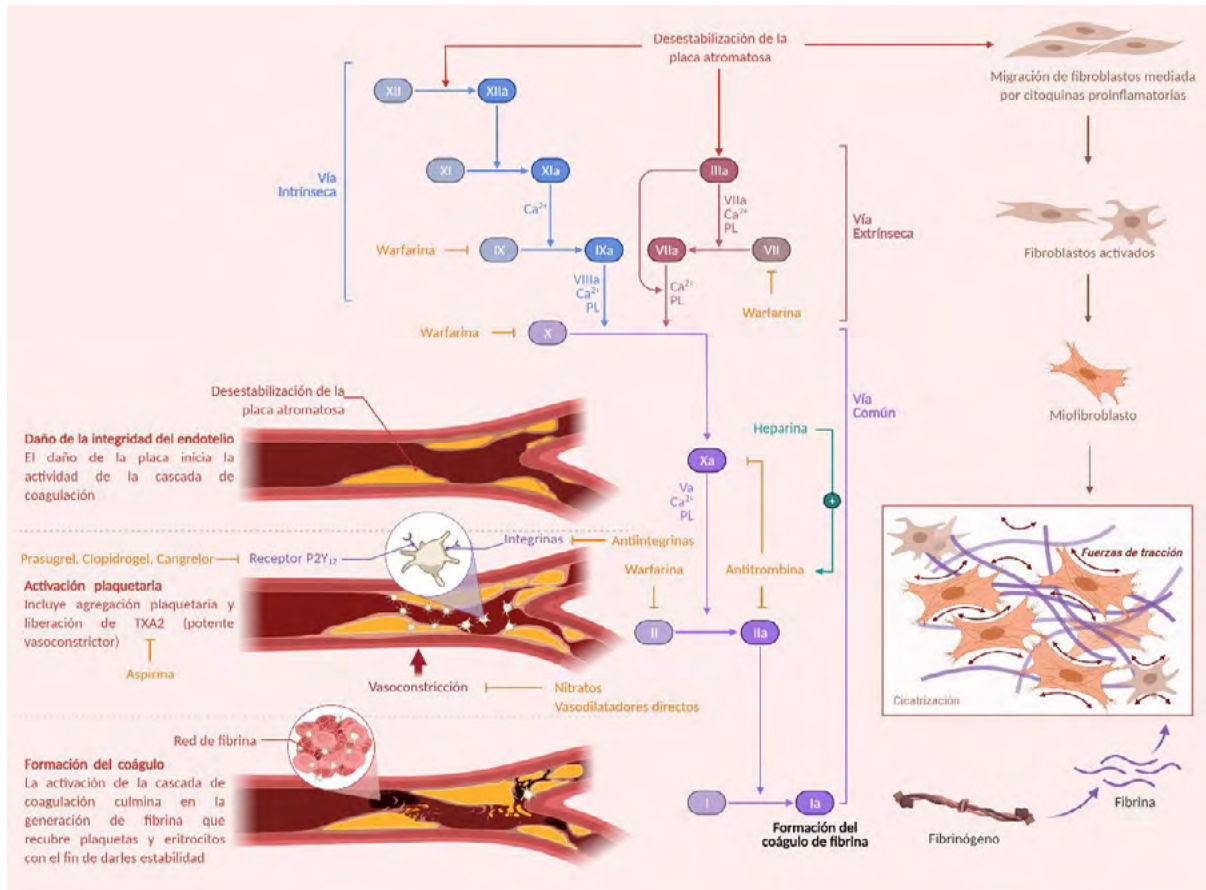 Desestabilización de la
placa atromatosa
Migración de fibroblastos mediada
por citoquinas proinflamatorias
XII
XIIa
Vía
Intrínseca
XI
XIa
Ca²⁺
Warfarina
IX
IXa
VIIIa
Ca²⁺
PL
IIIa
VIIa
Ca²⁺
PL
VIIa
VII
Ca²⁺
PL
Warfarina
Vía
Extrínseca
Fibroblastos activados
Warfarina
X
Vía
Común
Miofibroblasto
Desestabilización de la
placa atromatosa
Daño de la integridad del endotelio
El daño de la placa inicia la
actividad de la cascada de
coagulación
Heparina
Xa
Va
Ca²⁺
PL
+
Prasugrel, Clopidrogel, Cangrelor
Receptor P2Y₁₂
Integrinas
Antiintegrinas
Warfarina
Antitrombina
Activación plaquetaria
Incluye agregación plaquetaria y
liberación de TXA2 (potente
vasoconstrictor)
Aspirina
II
IIa
Vasoconstricción
Nitratos
Vasodilatadores directos
Fuerzas de tracción
Cicatrización
Red de fibrina
Formación del coágulo
La activación de la cascada de
coagulación culmina en la
generación de fibrina que
recubre plaquetas y eritrocitos
con el fin de darles estabilidad
I
Ia
Formación del
coágulo de fibrina
Fibrinógeno
Fibrina